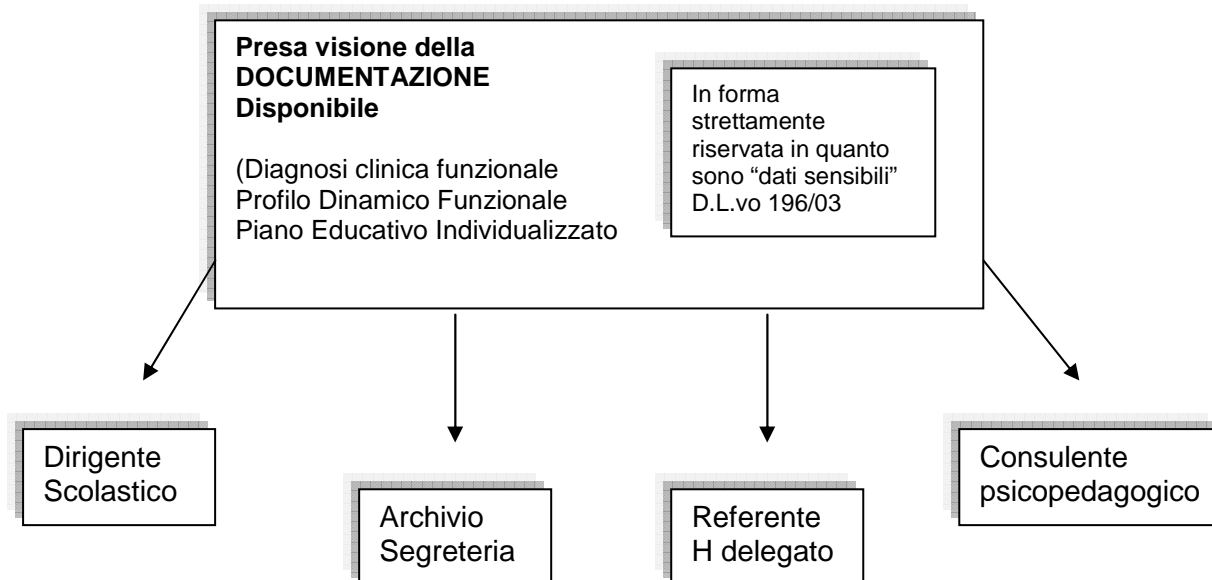 Presa visione della
DOCUMENTAZIONE
Disponibile
(Diagnosi clinica funzionale
Profilo Dinamico Funzionale
Piano Educativo Individualizzato
In forma
strettamente
riservata in quanto
sono “dati sensibili”
D.L.vo 196/03
Dirigente
Scolastico
Archivio
Segreteria
Referente
H delegato
Consulente
psicopedagogico